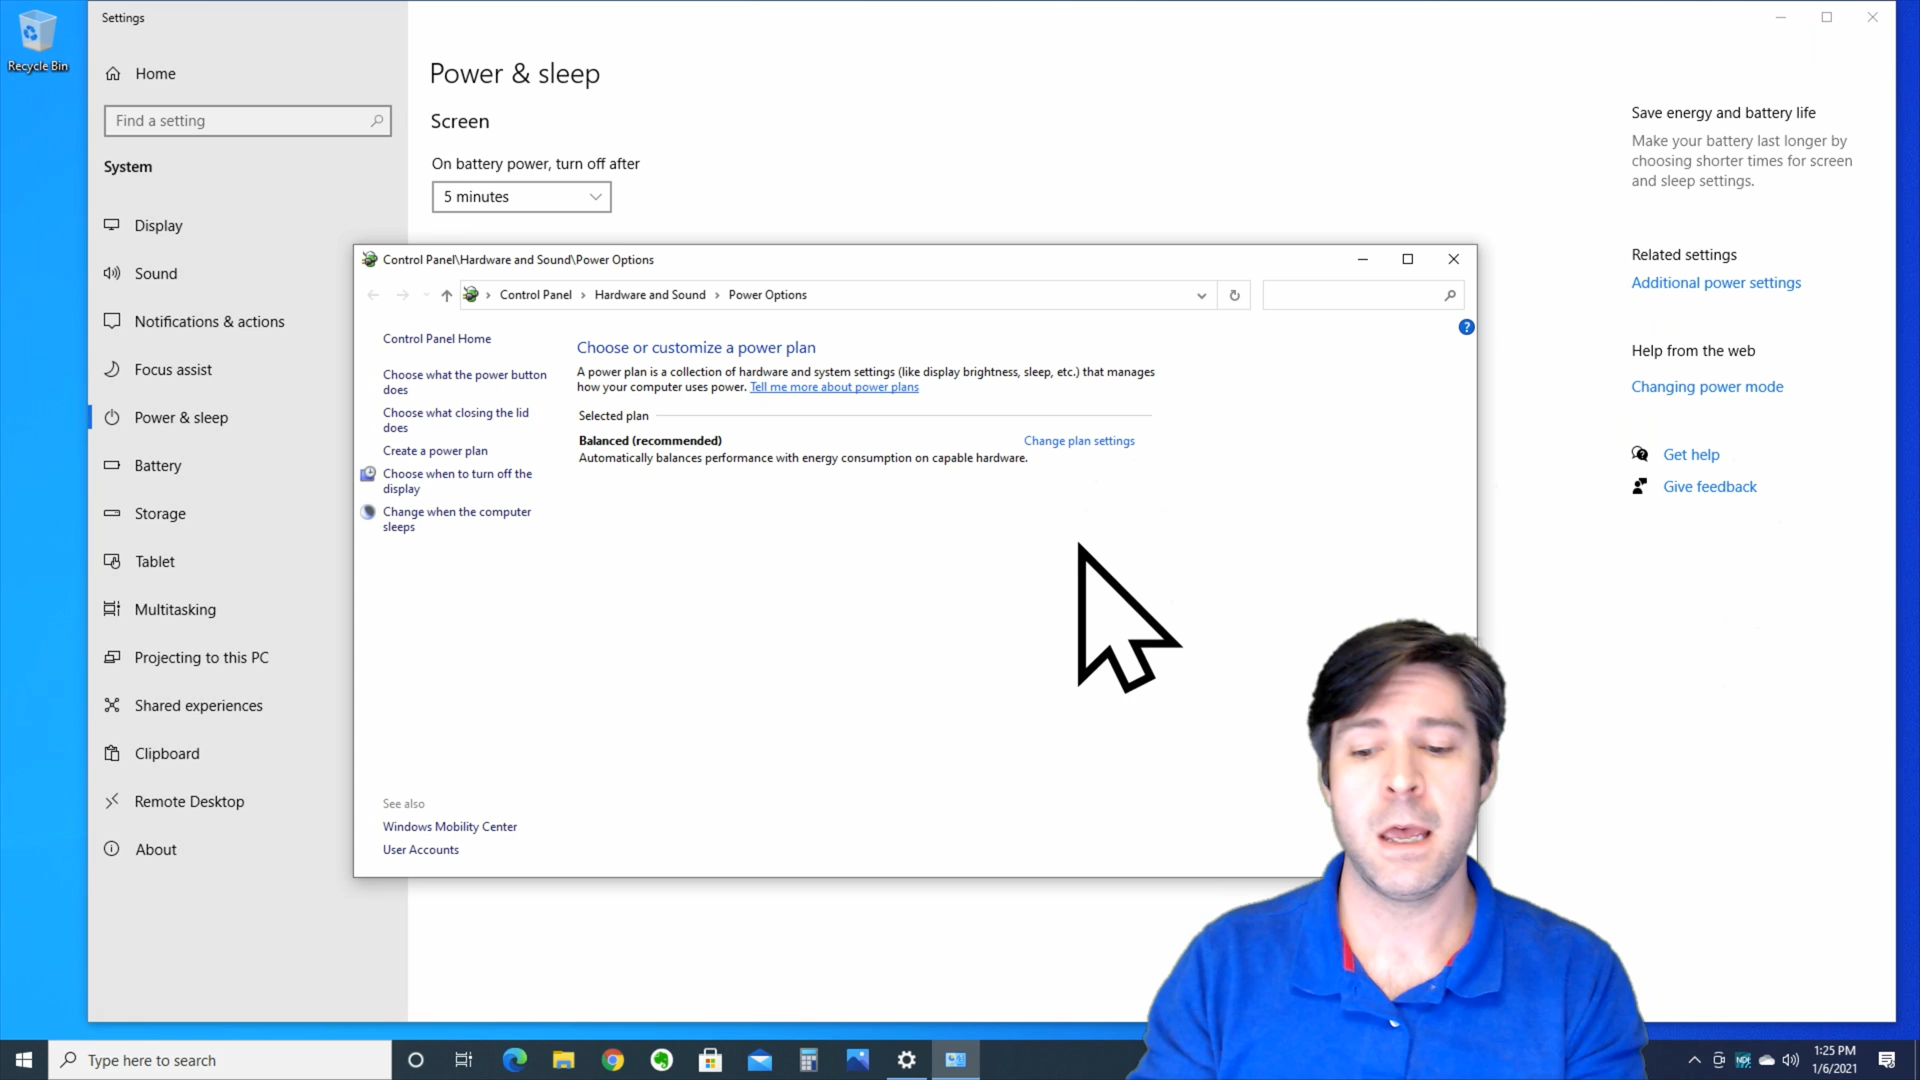 Recycle Bin
Settings
Home
Find a setting
System
Display
Sound
Notifications & actions
Focus assist
Power & sleep
Battery
Storage
Tablet
Multitasking
Projecting to this PC
Shared experiences
Clipboard
Remote Desktop
About
Power & sleep
Screen
On battery power, turn off after
5 minutes
Save energy and battery life
Make your battery last longer by
choosing shorter times for screen
and sleep settings.
Related settings
Additional power settings
Help from the web
Changing power mode
Get help
Give feedback
Control Panel\Hardware and Sound\Power Options
Control Panel › Hardware and Sound › Power Options
Control Panel Home
Choose what the power button
does
Choose what closing the lid
does
Create a power plan
Choose when to turn off the
display
Change when the computer
sleeps
See also
Windows Mobility Center
User Accounts
Choose or customize a power plan
A power plan is a collection of hardware and system settings (like display brightness, sleep, etc.) that manages
how your computer uses power. Tell me more about power plans
Selected plan
Balanced (recommended) Change plan settings
Automatically balances performance with energy consumption on capable hardware.
Type here to search
1:25 PM
1/6/2021